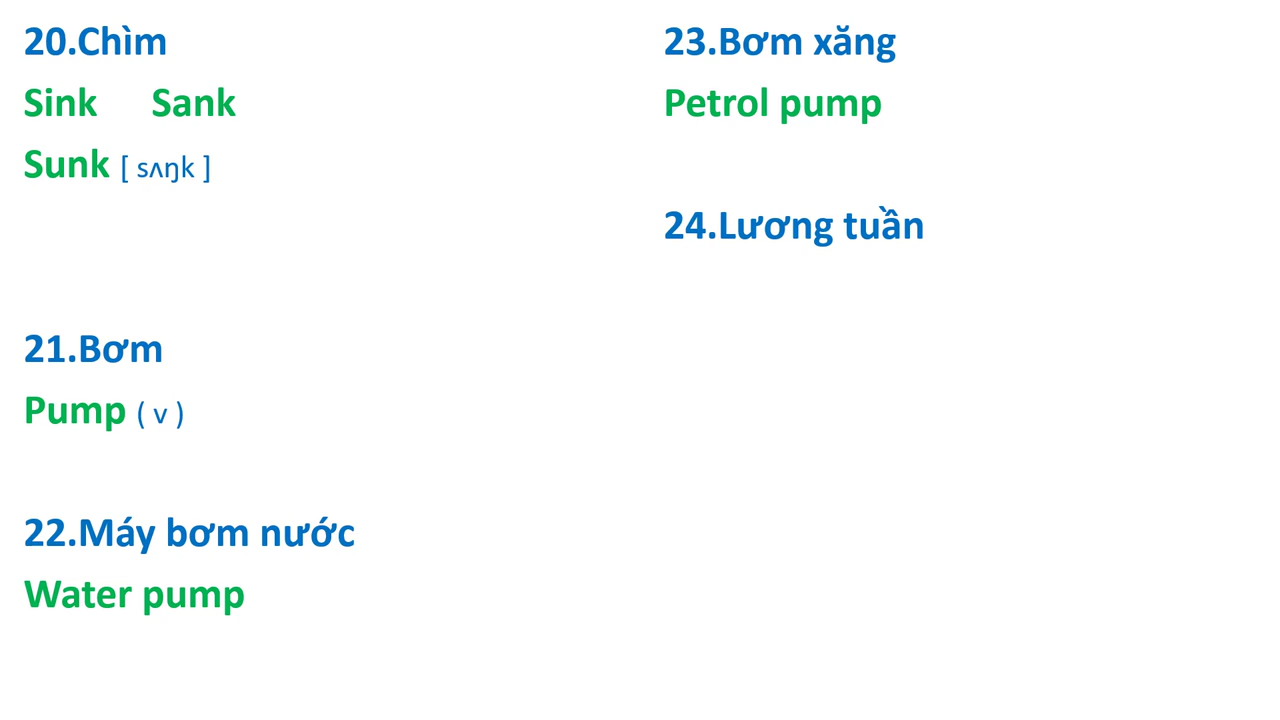 20.Chìm
Sink Sank
Sunk [ sʌŋk ]
21.Bơm
Pump ( v )
22.Máy bơm nước
Water pump
23.Bơm xăng
Petrol pump
24.Lương tuần